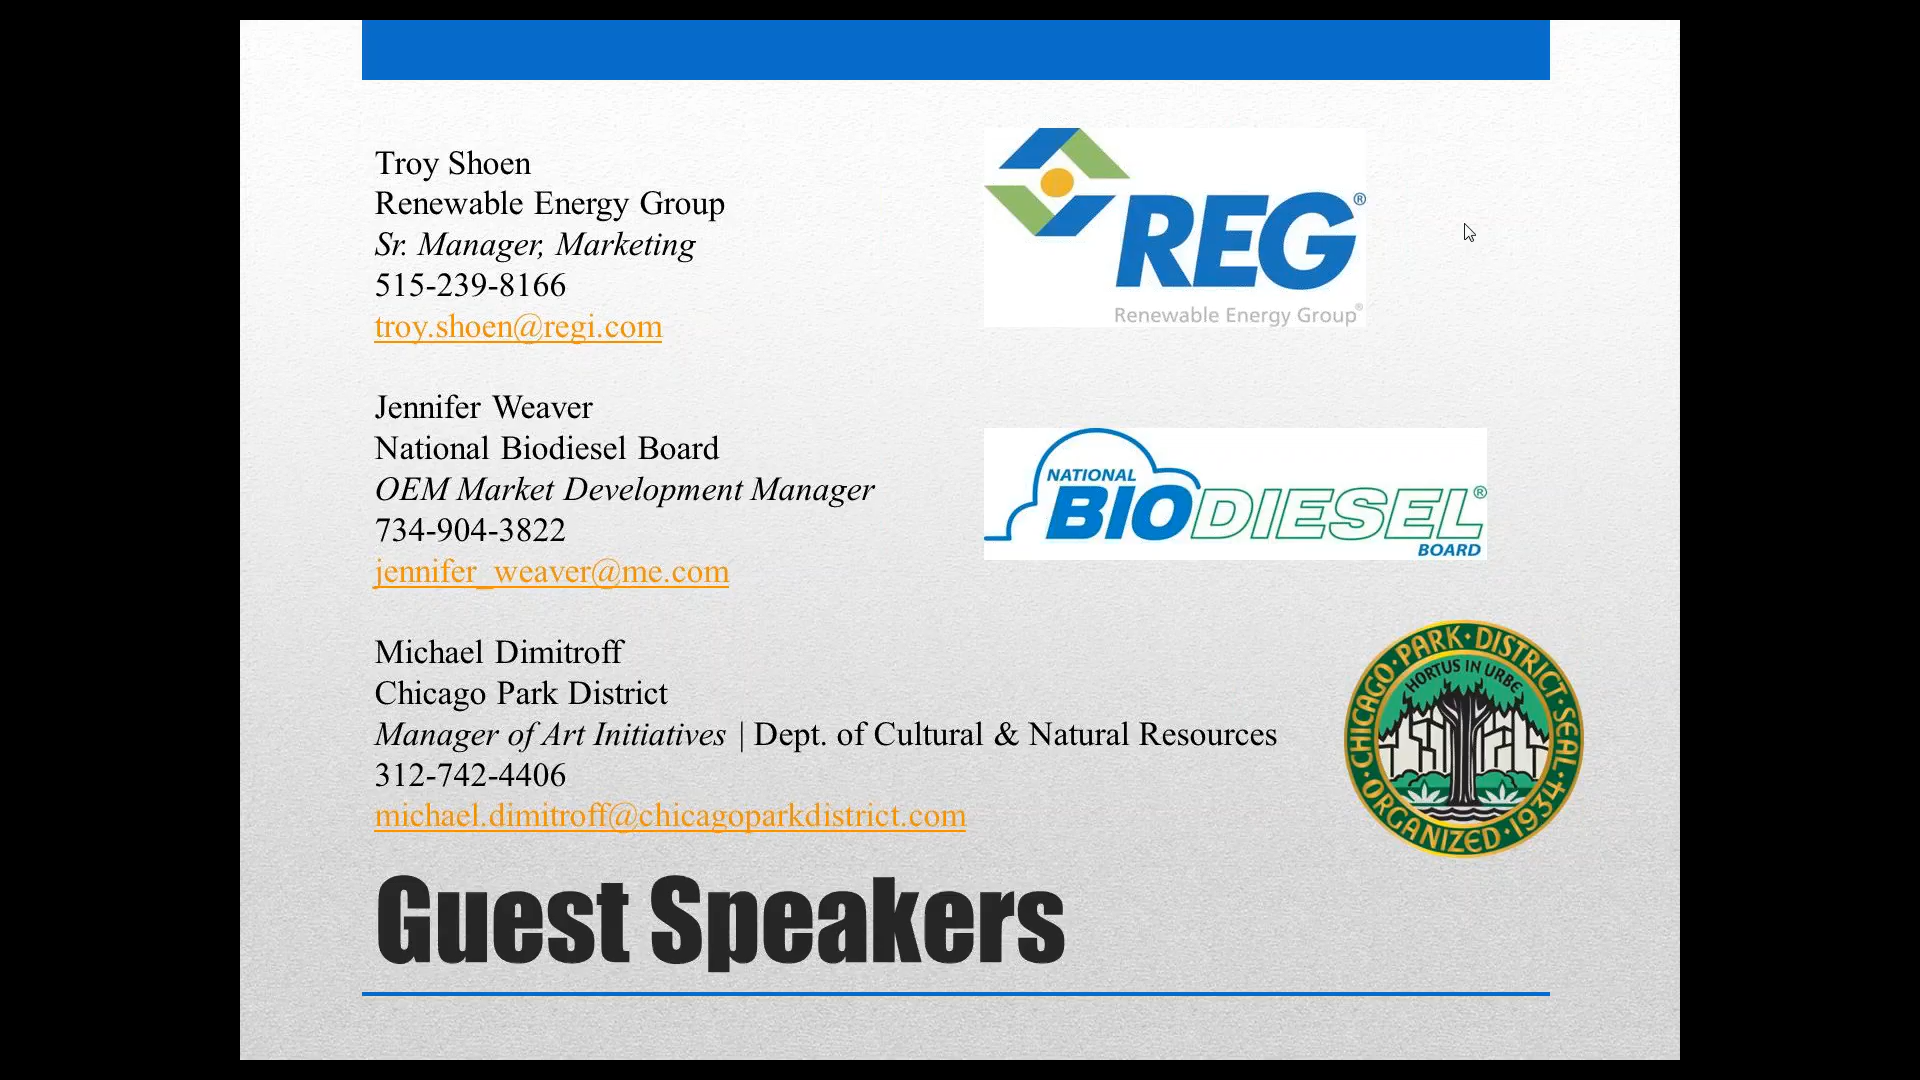 Troy Shoen
Renewable Energy Group
Sr. Manager, Marketing
515-239-8166
troy.shoen@regi.com
REG®
Renewable Energy Group®
Jennifer Weaver
National Biodiesel Board
OEM Market Development Manager
734-904-3822
jennifer_weaver@me.com
NATIONAL
BIODIESEL®
BOARD
Michael Dimitroff
Chicago Park District
Manager of Art Initiatives | Dept. of Cultural & Natural Resources
312-742-4406
michael.dimitroff@chicagoparkdistrict.com
CHICAGO · PARK · DISTRICT · SEAL · ORGANIZED · 1934 ·
HORTUS IN URBE
Guest Speakers